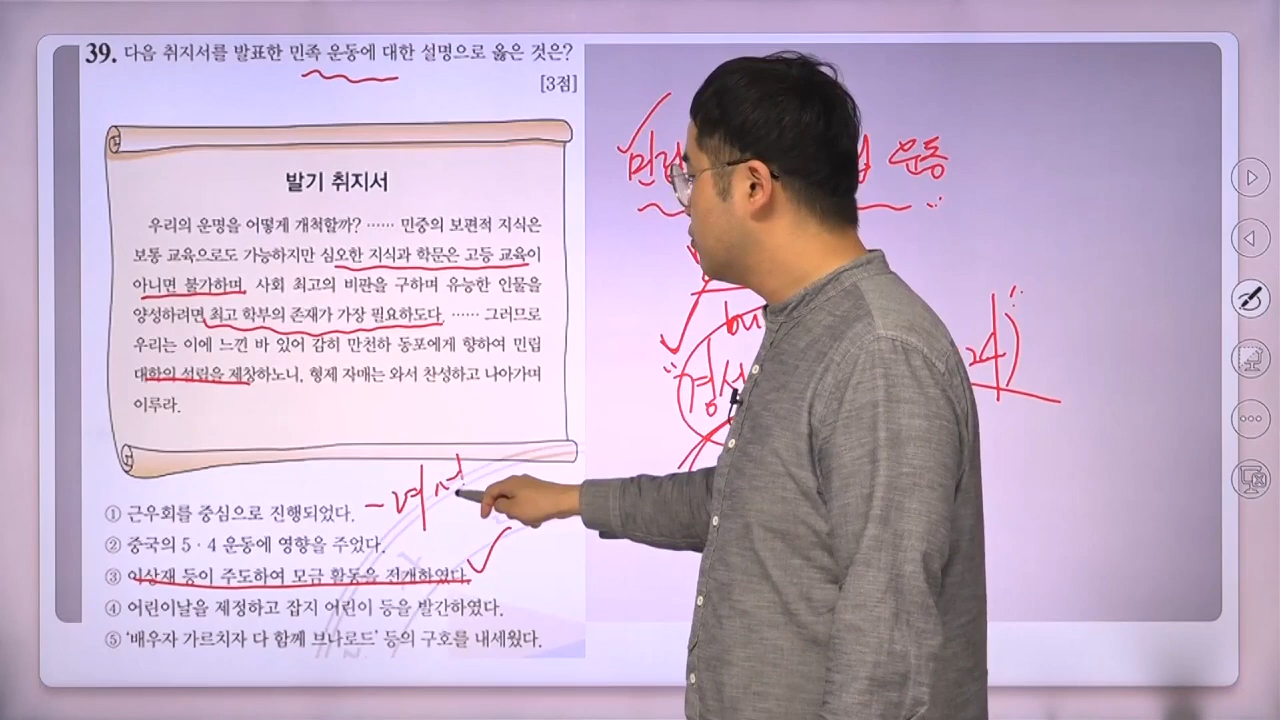 39. 다음 취지서를 발표한 민족 운동에 대한 설명으로 옳은 것은?
[3점]
발기 취지서
우리의 운명을 어떻게 개척할까? …… 민중의 보편적 지식은
보통 교육으로도 가능하지만 심오한 지식과 학문은 고등 교육이
아니면 불가하며, 사회 최고의 비판을 구하며 유능한 인물을
양성하려면 최고 학부의 존재가 가장 필요하도다. …… 그러므로
우리는 이에 느낀 바 있어 감히 만천하 동포에게 향하여 민립
대학의 설립을 제창하노니, 형제 자매는 와서 찬성하고 나아가며
이루라.
① 근우회를 중심으로 진행되었다. - 여성
② 중국의 5·4 운동에 영향을 주었다.
③ 이상재 등이 주도하여 모금 활동을 전개하였다.
④ 어린이날을 제정하고 잡지 어린이 등을 발간하였다.
⑤ '배우자 가르치자 다 함께 브나로드' 등의 구호를 내세웠다.
민립 운동
but
(경성